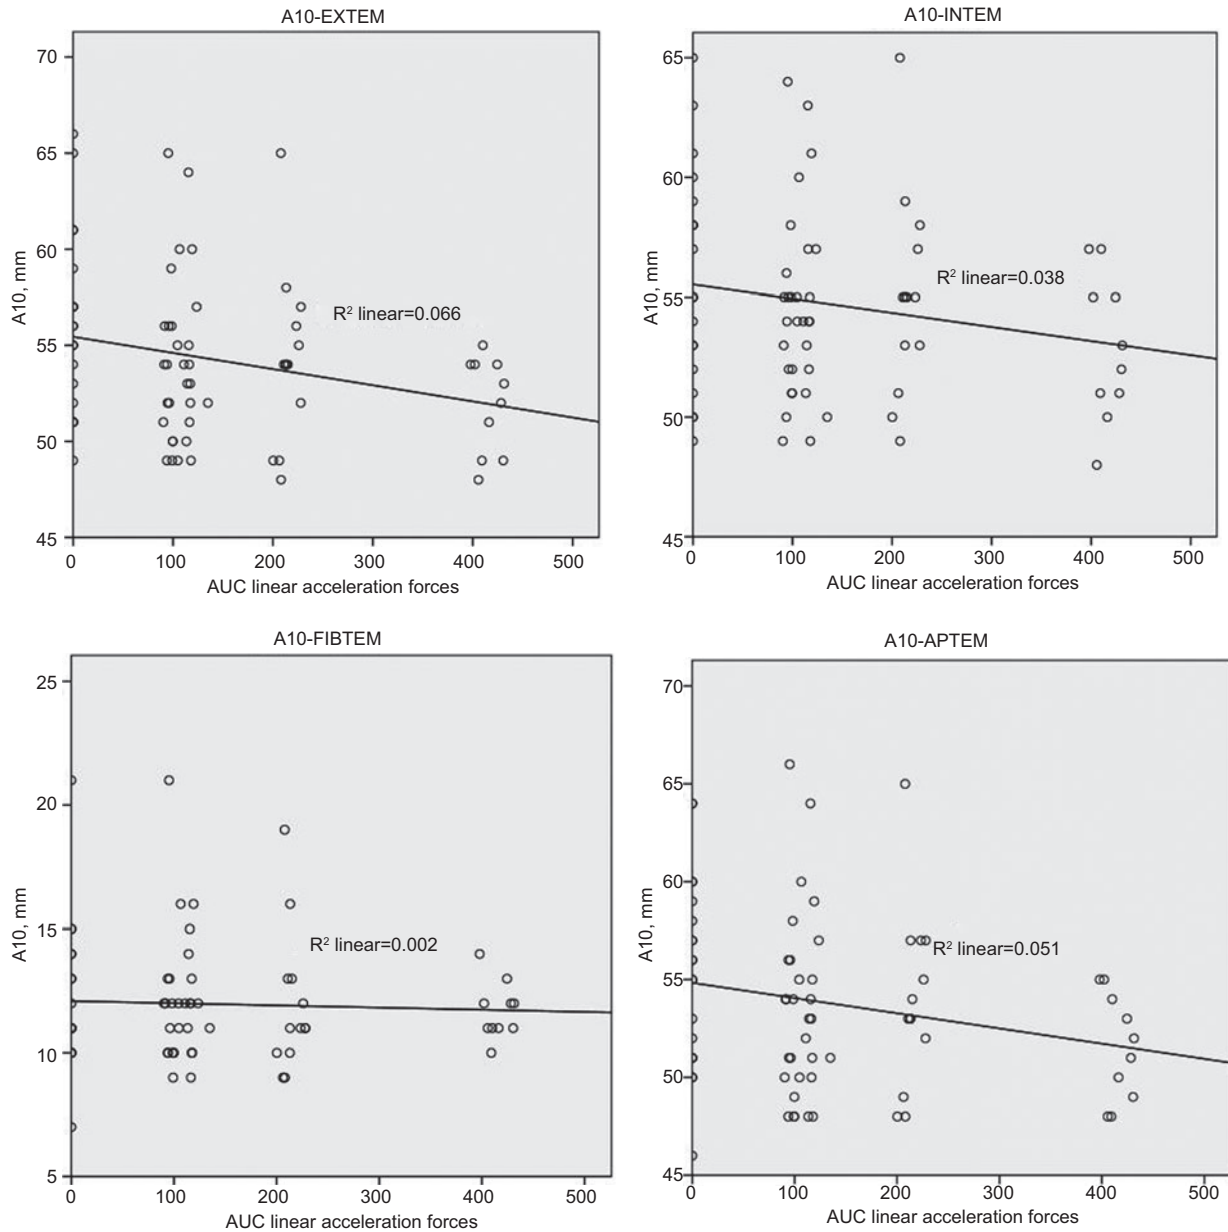 A10-EXTEM
70
65
60
55
50
45
A10, mm
R² linear=0.066
0 100 200 300 400 500
AUC linear acceleration forces
A10-INTEM
65
60
55
50
45
A10, mm
R² linear=0.038
0 100 200 300 400 500
AUC linear acceleration forces
A10-FIBTEM
25
20
15
10
5
A10, mm
R² linear=0.002
0 100 200 300 400 500
AUC linear acceleration forces
A10-APTEM
70
65
60
55
50
45
A10, mm
R² linear=0.051
0 100 200 300 400 500
AUC linear acceleration forces